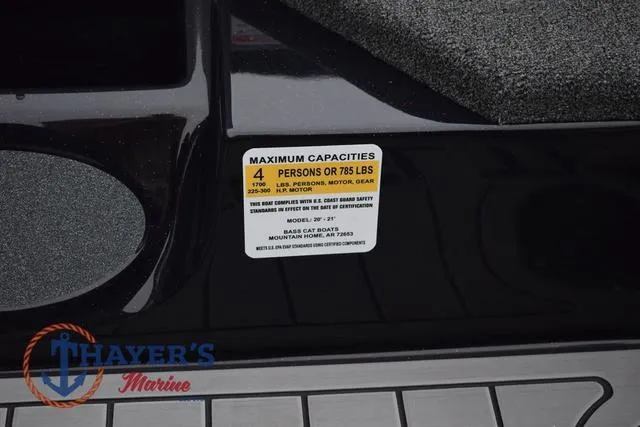 MAXIMUM CAPACITIES
4 PERSONS OR 785 LBS
1700 LBS. PERSONS, MOTOR, GEAR
225-300 H.P. MOTOR
THIS BOAT COMPLIES WITH U.S. COAST GUARD SAFETY
STANDARDS IN EFFECT ON THE DATE OF CERTIFICATION
MODEL: 20' - 21'
BASS CAT BOATS
MOUNTAIN HOME, AR 72653
MEETS U.S. EPA EVAP STANDARDS USING CERTIFIED COMPONENTS
THAYER'S
Marine